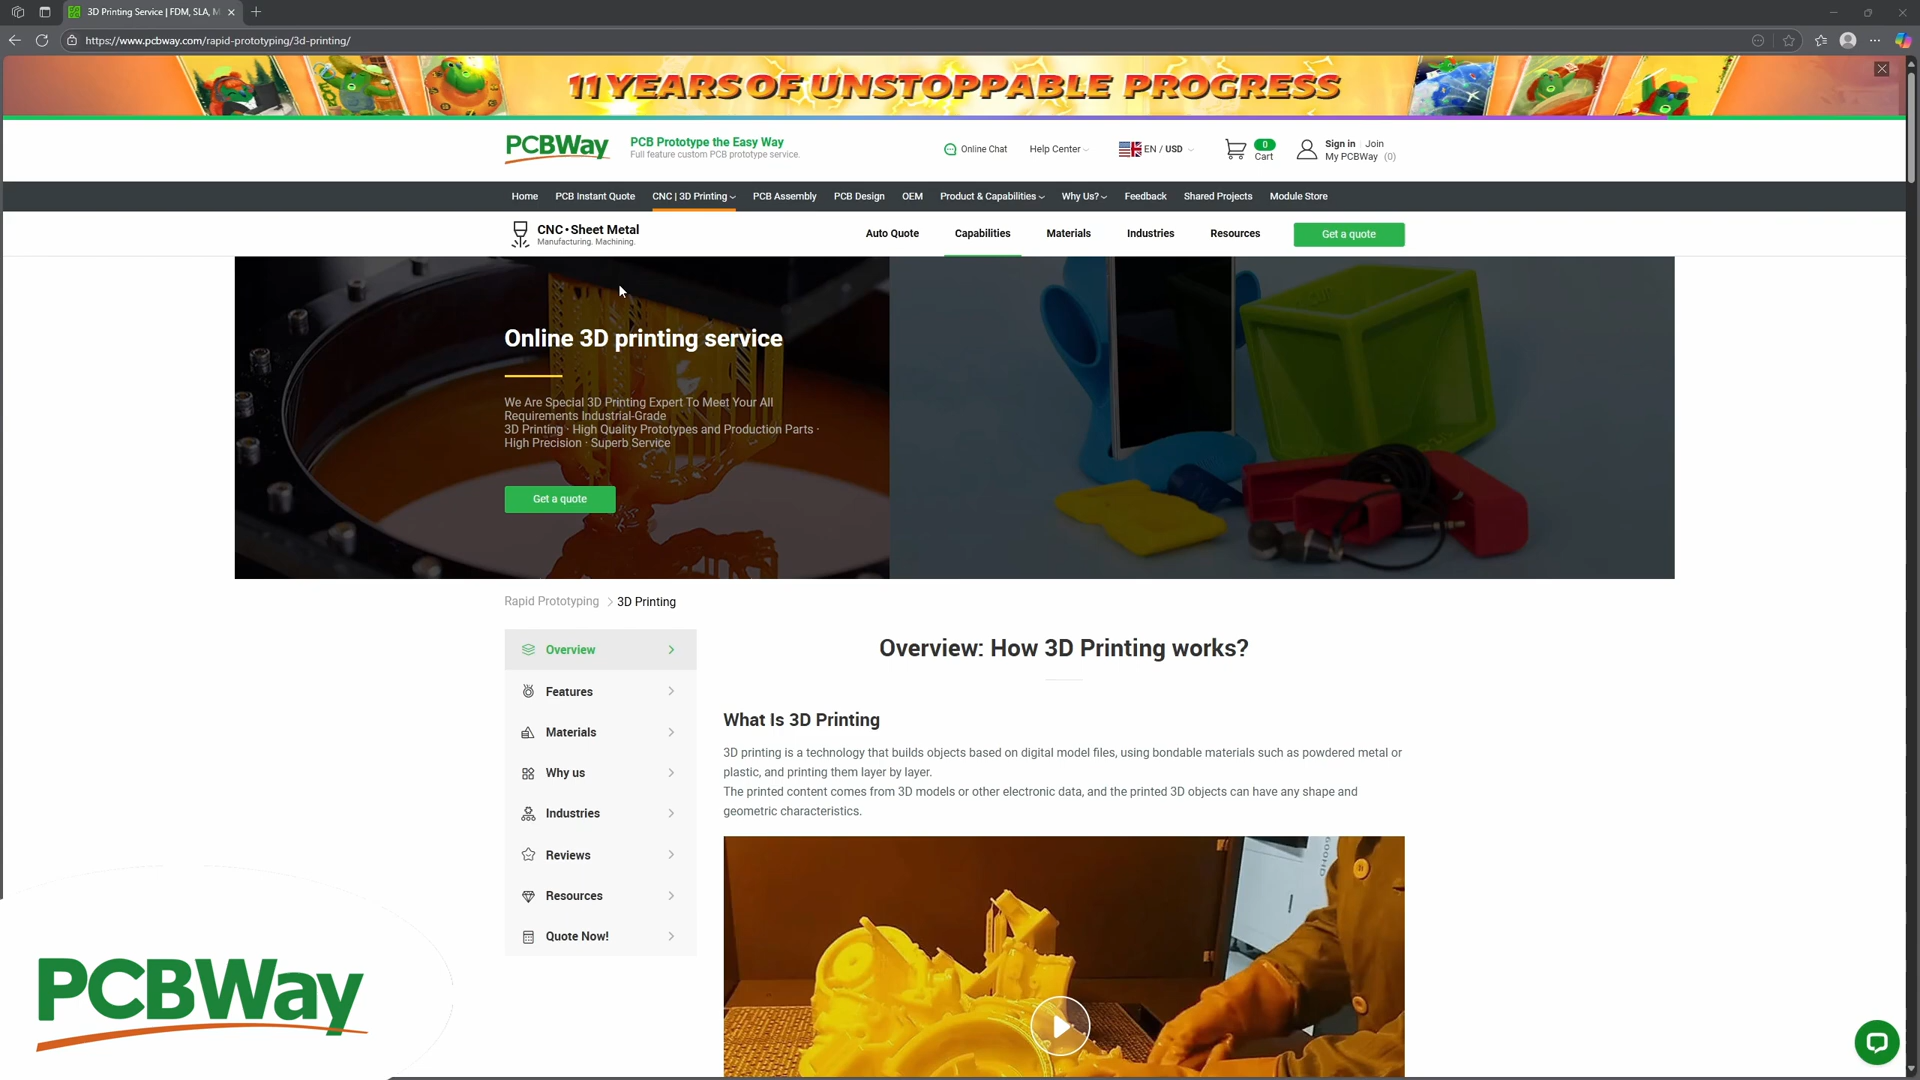 3D Printing Service | FDM, SLA, M
https://www.pcbway.com/rapid-prototyping/3d-printing/
11 YEARS OF UNSTOPPABLE PROGRESS
PCBWay
PCB Prototype the Easy Way
Full feature custom PCB prototype service.
Online Chat
Help Center
EN / USD
0
Cart
Sign in | Join
My PCBWay (0)
Home
PCB Instant Quote
CNC | 3D Printing
PCB Assembly
PCB Design
OEM
Product & Capabilities
Why Us?
Feedback
Shared Projects
Module Store
CNC • Sheet Metal
Manufacturing. Machining.
Auto Quote
Capabilities
Materials
Industries
Resources
Get a quote
Online 3D printing service
We Are Special 3D Printing Expert To Meet Your All
Requirements Industrial-Grade
3D Printing · High Quality Prototypes and Production Parts ·
High Precision · Superb Service
Get a quote
Rapid Prototyping > 3D Printing
Overview
Features
Materials
Why us
Industries
Reviews
Resources
Quote Now!
Overview: How 3D Printing works?
What Is 3D Printing
3D printing is a technology that builds objects based on digital model files, using bondable materials such as powdered metal or
plastic, and printing them layer by layer.
The printed content comes from 3D models or other electronic data, and the printed 3D objects can have any shape and
geometric characteristics.
PCBWay